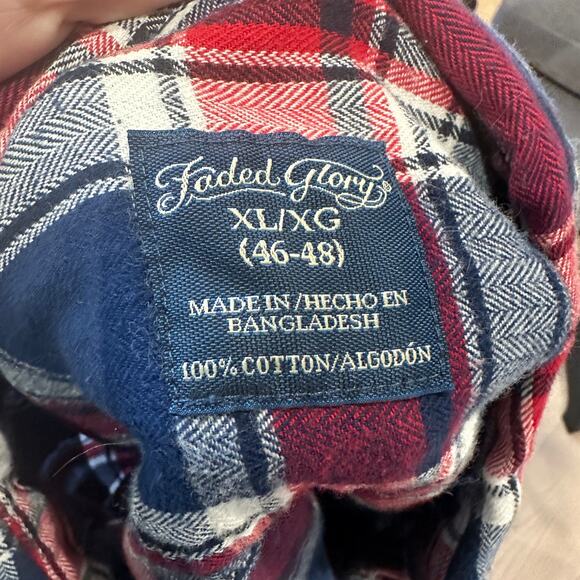 Faded Glory®
XL/XG
(46-48)
MADE IN/HECHO EN
BANGLADESH
100% COTTON/ALGODÓN